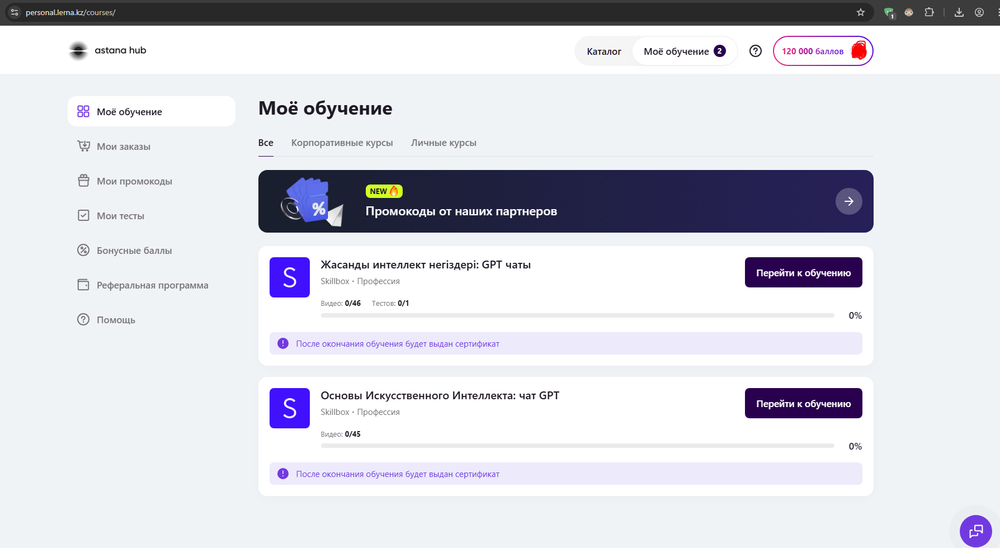 personal.lerna.kz/courses/
1
astana hub
Каталог
Моё обучение 2
120 000 баллов
Моё обучение
Мои заказы
Мои промокоды
Мои тесты
Бонусные баллы
Реферальная программа
Помощь
Моё обучение
Все
Корпоративные курсы
Личные курсы
%
NEW
Промокоды от наших партнеров
S
Жасанды интеллект негіздері: GPT чаты
Skillbox · Профессия
Перейти к обучению
Видео: 0/46 Тестов: 0/1
0%
После окончания обучения будет выдан сертификат
S
Основы Искусственного Интеллекта: чат GPT
Skillbox · Профессия
Перейти к обучению
Видео: 0/45
0%
После окончания обучения будет выдан сертификат